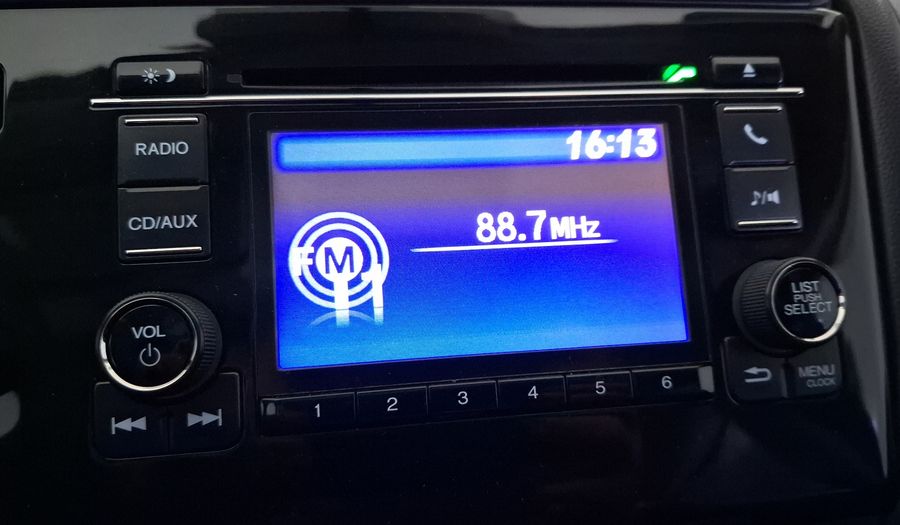 16:13
RADIO
CD/AUX
88.7MHz
FM1
VOL
LIST
PUSH
SELECT
MENU
CLOCK
1 2 3 4 5 6